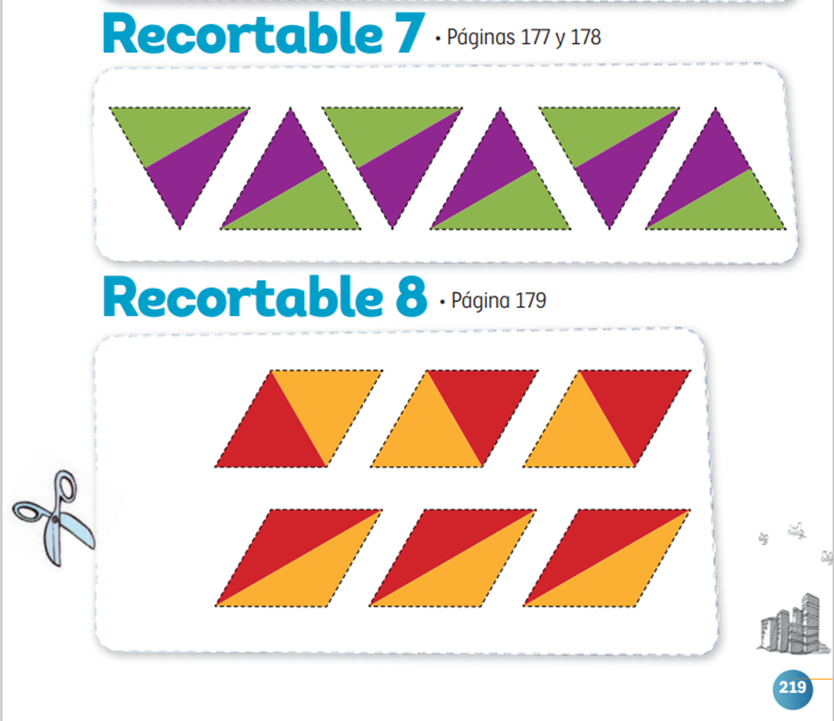 Recortable 7 • Páginas 177 y 178
Recortable 8 • Página 179
219